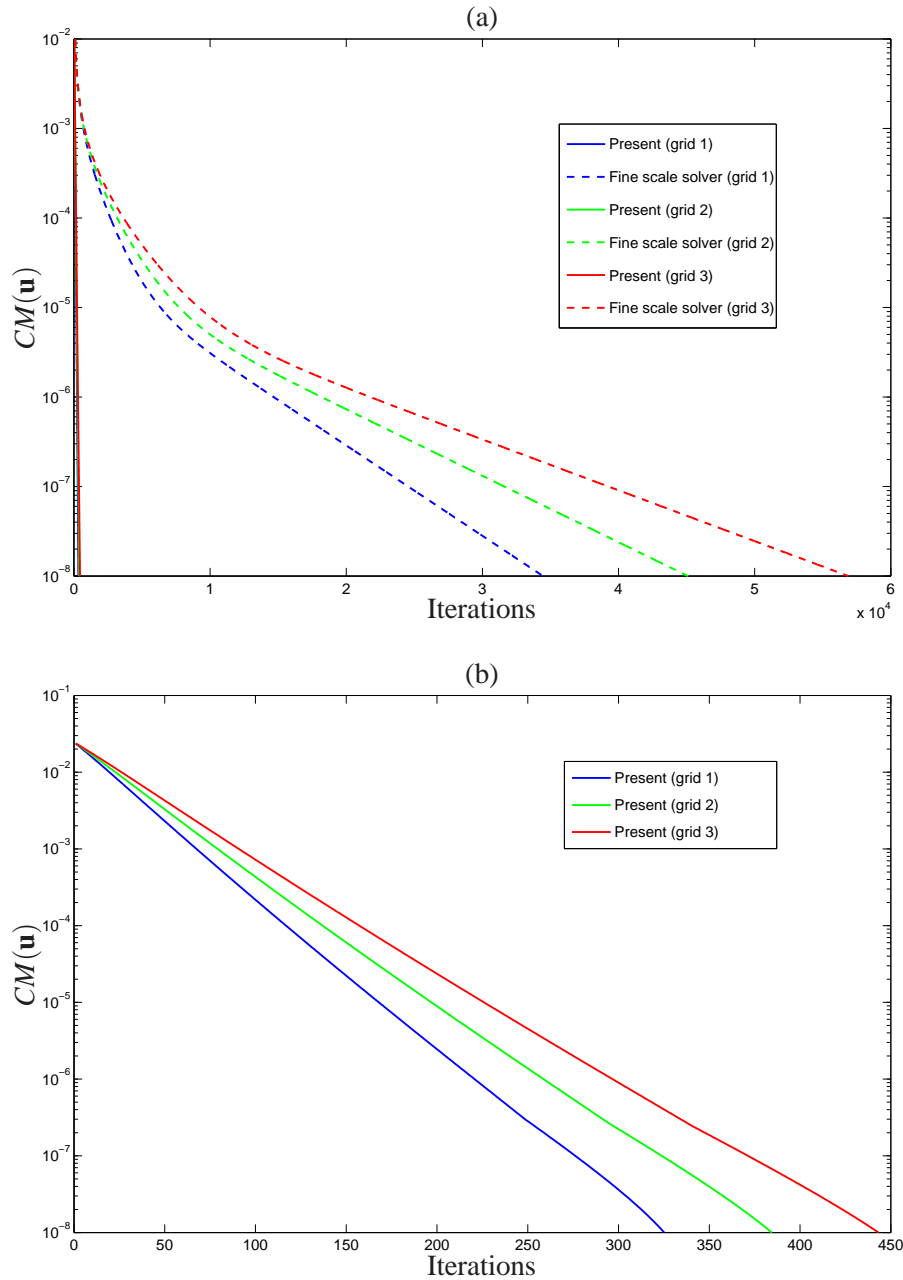 (a)
CM(u)
10⁻²
10⁻³
10⁻⁴
10⁻⁵
10⁻⁶
10⁻⁷
10⁻⁸
Present (grid 1)
Fine scale solver (grid 1)
Present (grid 2)
Fine scale solver (grid 2)
Present (grid 3)
Fine scale solver (grid 3)
0 1 2 3 4 5 6
x 10⁴
Iterations
(b)
CM(u)
10⁻¹
10⁻²
10⁻³
10⁻⁴
10⁻⁵
10⁻⁶
10⁻⁷
10⁻⁸
Present (grid 1)
Present (grid 2)
Present (grid 3)
0 50 100 150 200 250 300 350 400 450
Iterations